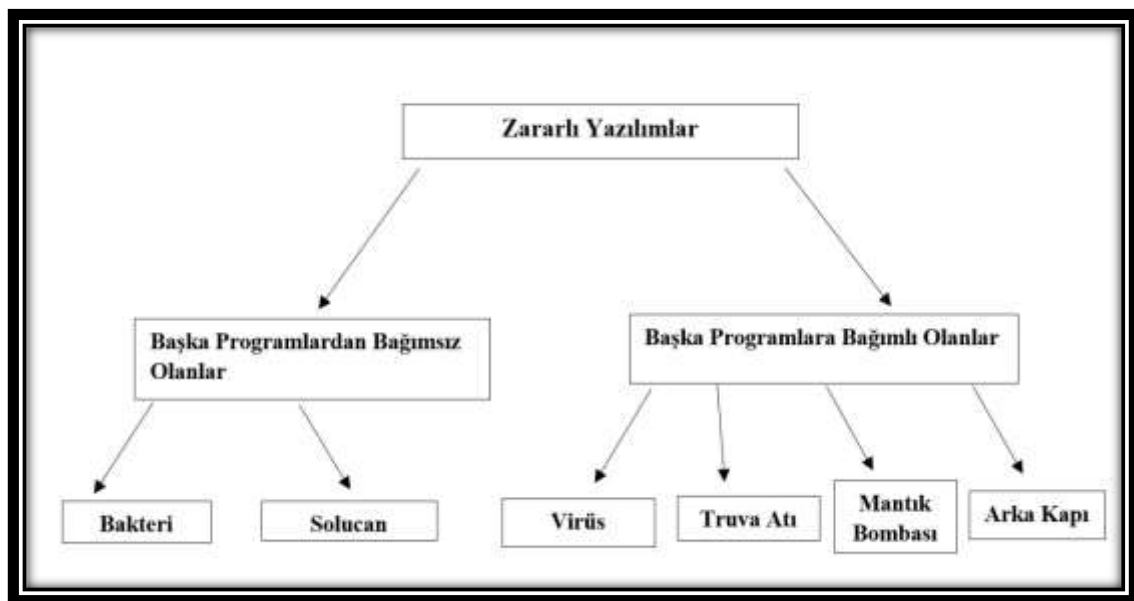 Zararlı Yazılımlar
Başka Programlardan Bağımsız
Olanlar
Başka Programlara Bağımlı Olanlar
Bakteri
Solucan
Virüs
Truva Atı
Mantık
Bombası
Arka Kapı